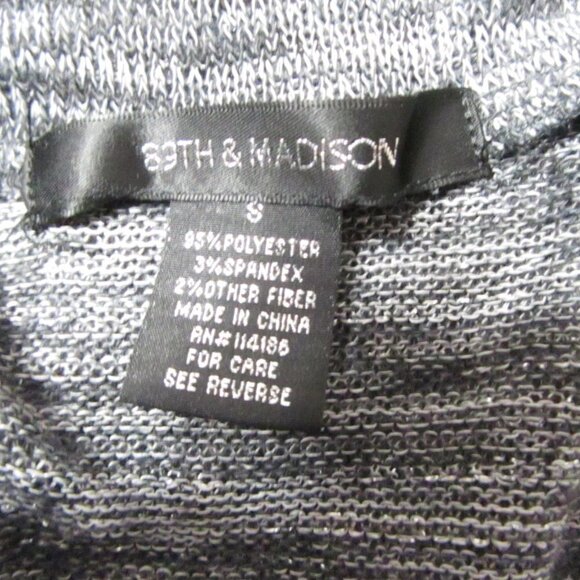 89TH & MADISON
S
95%POLYESTER
3%SPANDEX
2%OTHER FIBER
MADE IN CHINA
RN#114186
FOR CARE
SEE REVERSE